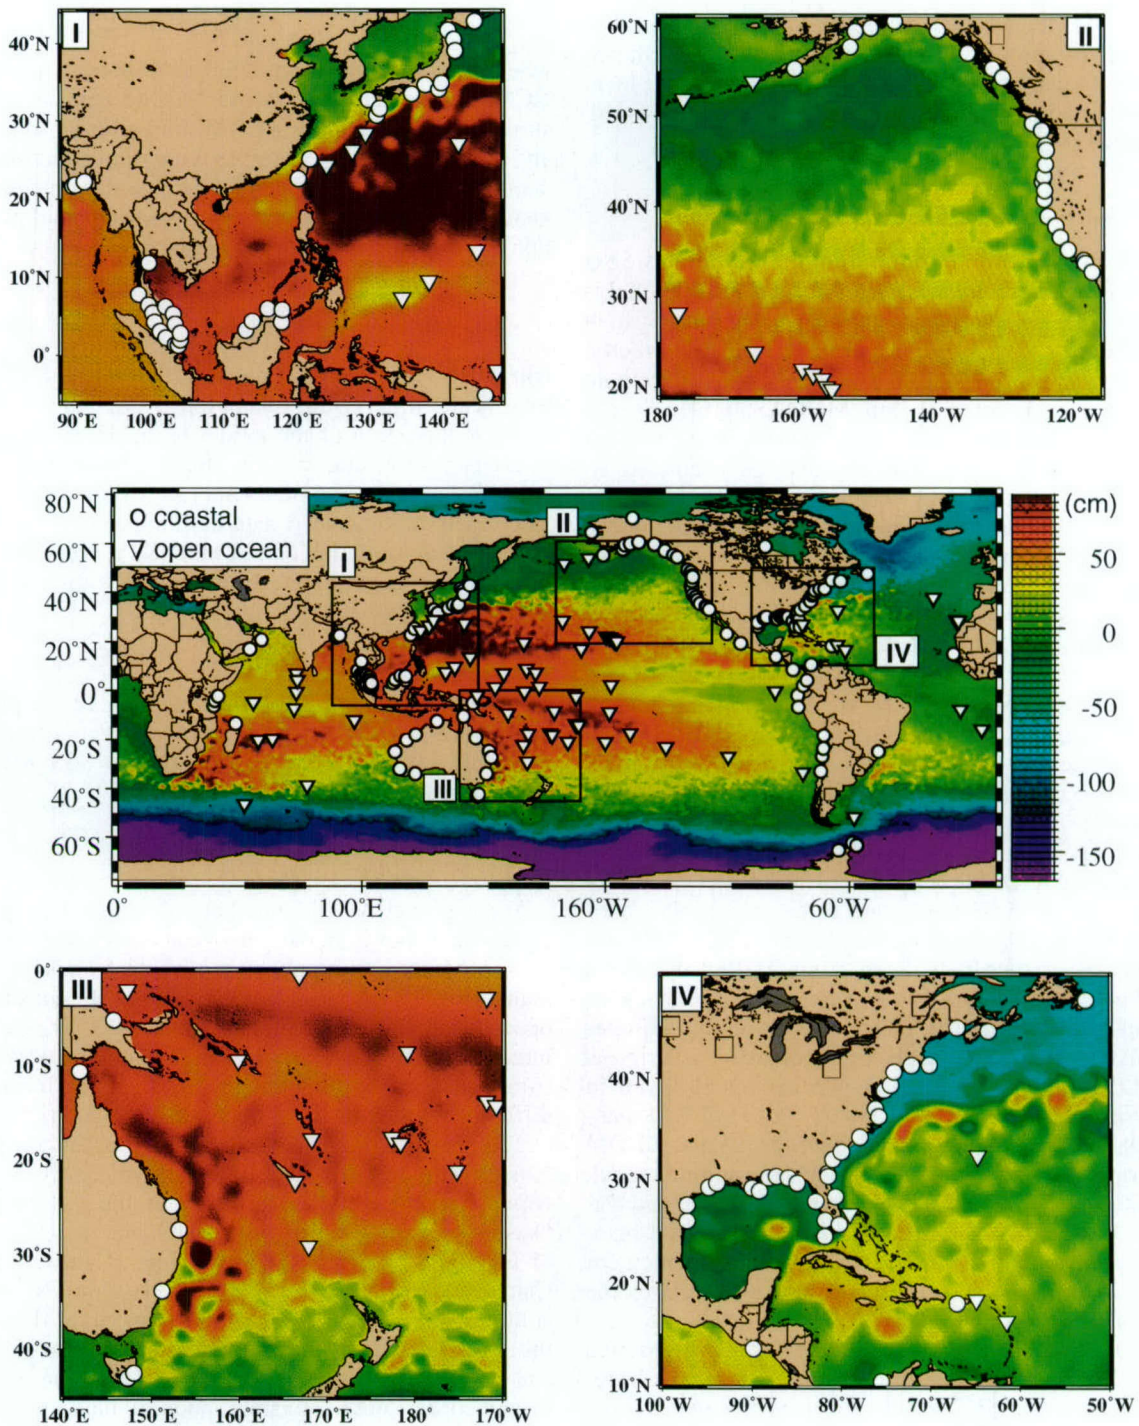 I
40°N
30°N
20°N
10°N
0°
90°E 100°E 110°E 120°E 130°E 140°E
II
60°N
50°N
40°N
30°N
20°N
180 160°W 140°W 120°W
O coastal
▽ open ocean
I
II
III
IV
80°N
60°N
40°N
20°N
0°
20°S
40°S
60°S
0° 100°E 160°W 60°W
(cm)
50
0
-50
-100
-150
III
0°
10°S
20°S
30°S
40°S
140°E 150°E 160°E 170°E 180° 170°W
IV
40°N
30°N
20°N
10°N
100°W 90°W 80°W 70°W 60°W 50°W